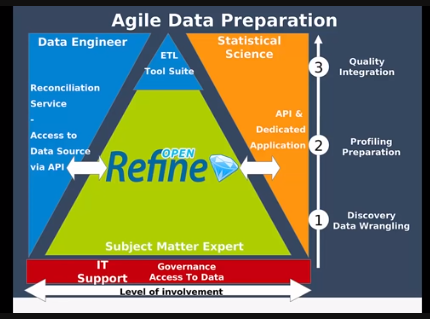 Agile Data Preparation
Data Engineer
ETL
Tool Suite
Statistical
Science
Reconciliation
Service
-
Access to
Data Source
via API
API &
Dedicated
Application
OPEN
Refine
Subject Matter Expert
3
Quality
Integration
2
Profiling
Preparation
1
Discovery
Data Wrangling
IT
Support
Governance
Access To Data
Level of involvement